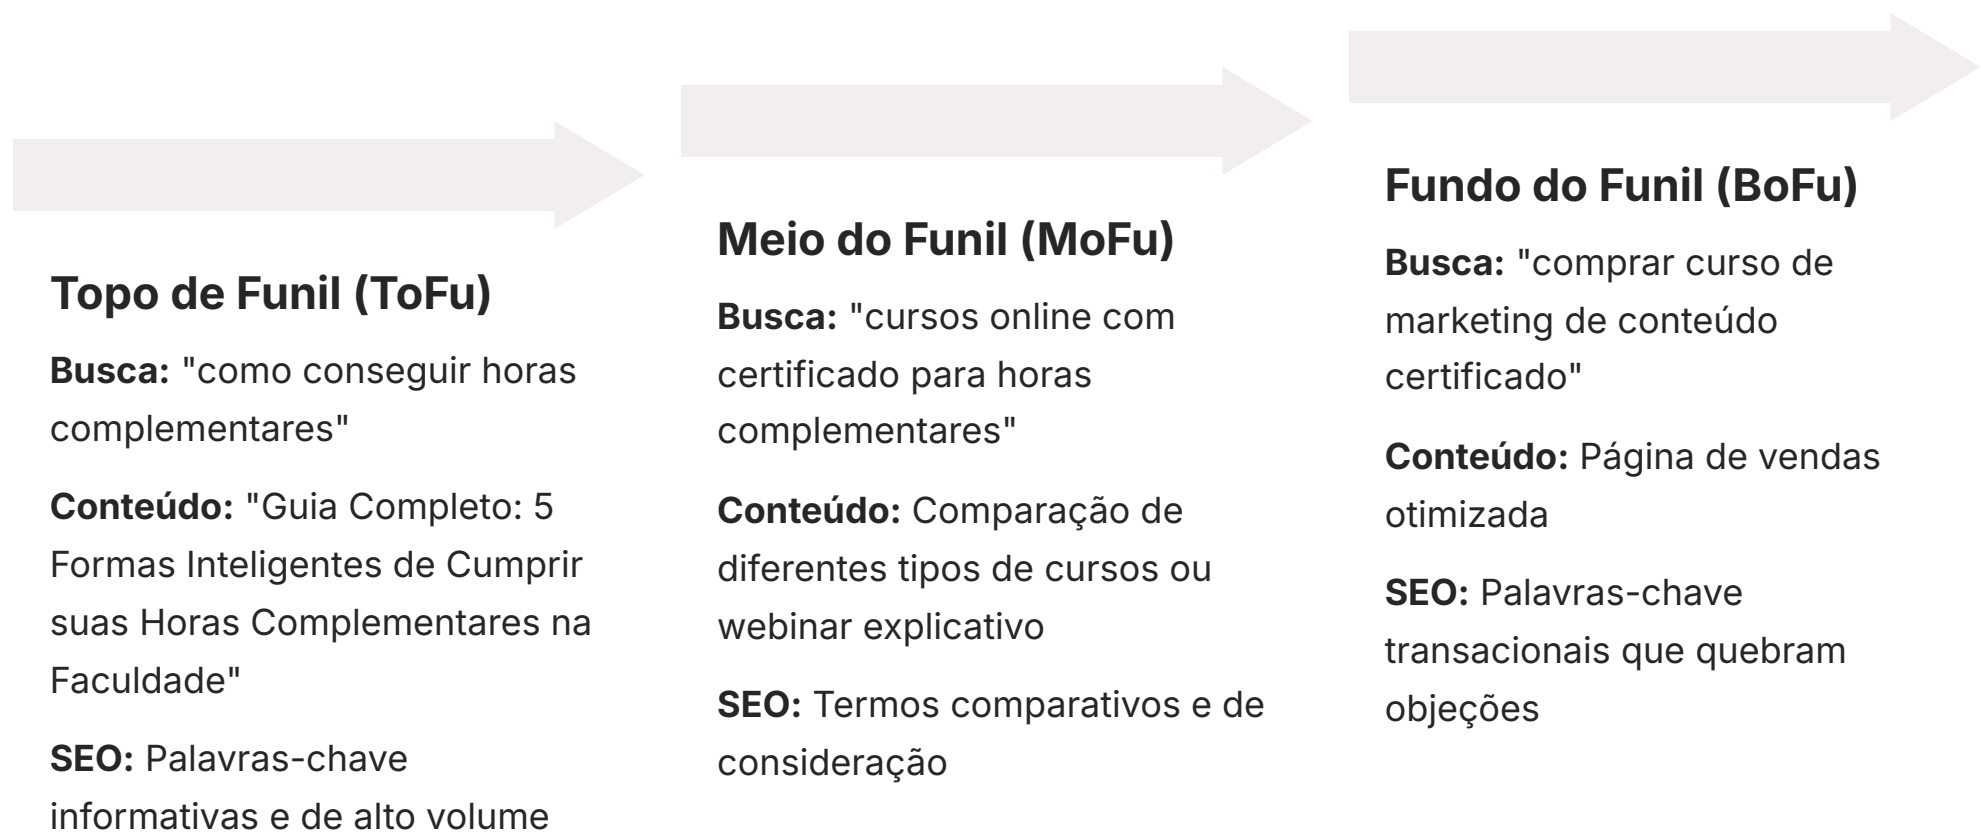 Topo de Funil (ToFu)
Busca: "como conseguir horas
complementares"
Conteúdo: "Guia Completo: 5
Formas Inteligentes de Cumprir
suas Horas Complementares na
Faculdade"
SEO: Palavras-chave
informativas e de alto volume
Meio do Funil (MoFu)
Busca: "cursos online com
certificado para horas
complementares"
Conteúdo: Comparação de
diferentes tipos de cursos ou
webinar explicativo
SEO: Termos comparativos e de
consideração
Fundo do Funil (BoFu)
Busca: "comprar curso de
marketing de conteúdo
certificado"
Conteúdo: Página de vendas
otimizada
SEO: Palavras-chave
transacionais que quebram
objeções